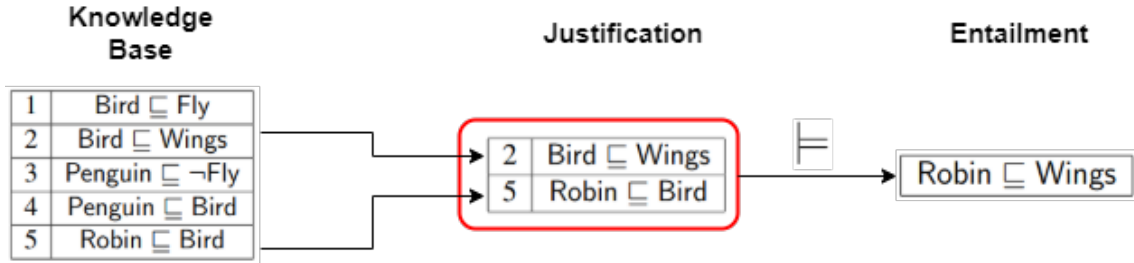 Knowledge
Base
1 Bird ⊑ Fly
2 Bird ⊑ Wings
3 Penguin ⊑ ¬Fly
4 Penguin ⊑ Bird
5 Robin ⊑ Bird
Justification
2 Bird ⊑ Wings
5 Robin ⊑ Bird
⊨
Entailment
Robin ⊑ Wings